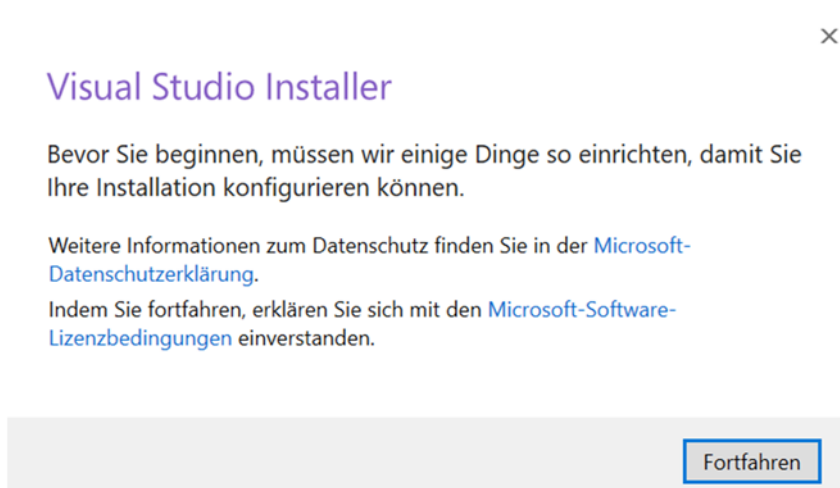 Visual Studio Installer
Bevor Sie beginnen, müssen wir einige Dinge so einrichten, damit Sie
Ihre Installation konfigurieren können.
Weitere Informationen zum Datenschutz finden Sie in der Microsoft-
Datenschutzerklärung.
Indem Sie fortfahren, erklären Sie sich mit den Microsoft-Software-
Lizenzbedingungen einverstanden.
Fortfahren